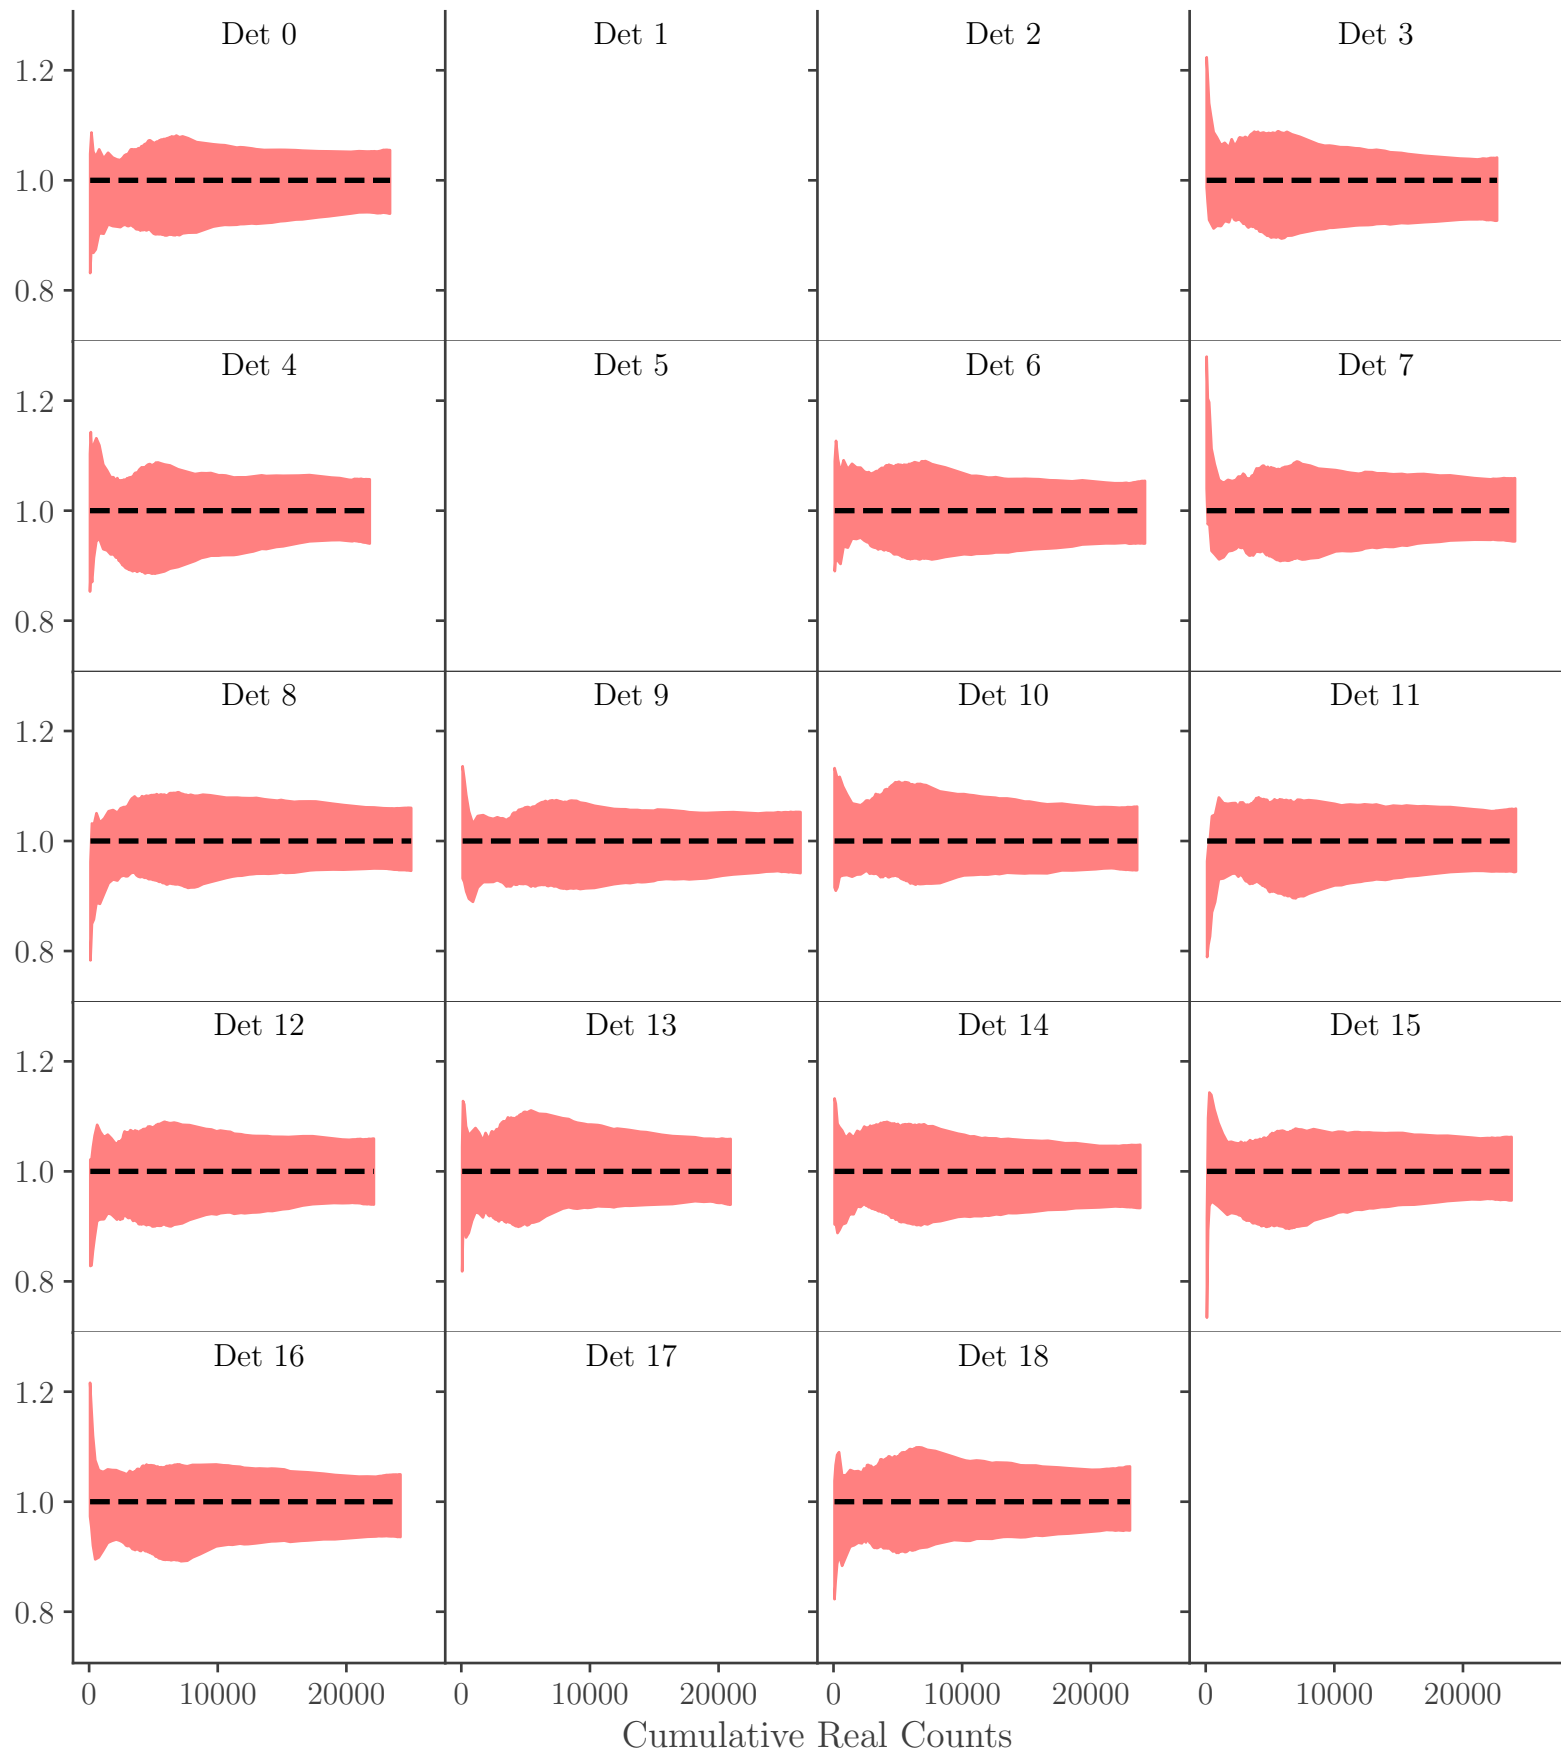 Det 0 Det 1 Det 2 Det 3
1.2
1.0
0.8
Det 4 Det 5 Det 6 Det 7
1.2
1.0
0.8
Det 8 Det 9 Det 10 Det 11
1.2
1.0
0.8
Det 12 Det 13 Det 14 Det 15
1.2
1.0
0.8
Det 16 Det 17 Det 18
1.2
1.0
0.8
0 10000 20000 0 10000 20000 0 10000 20000 0 10000 20000
Cumulative Real Counts